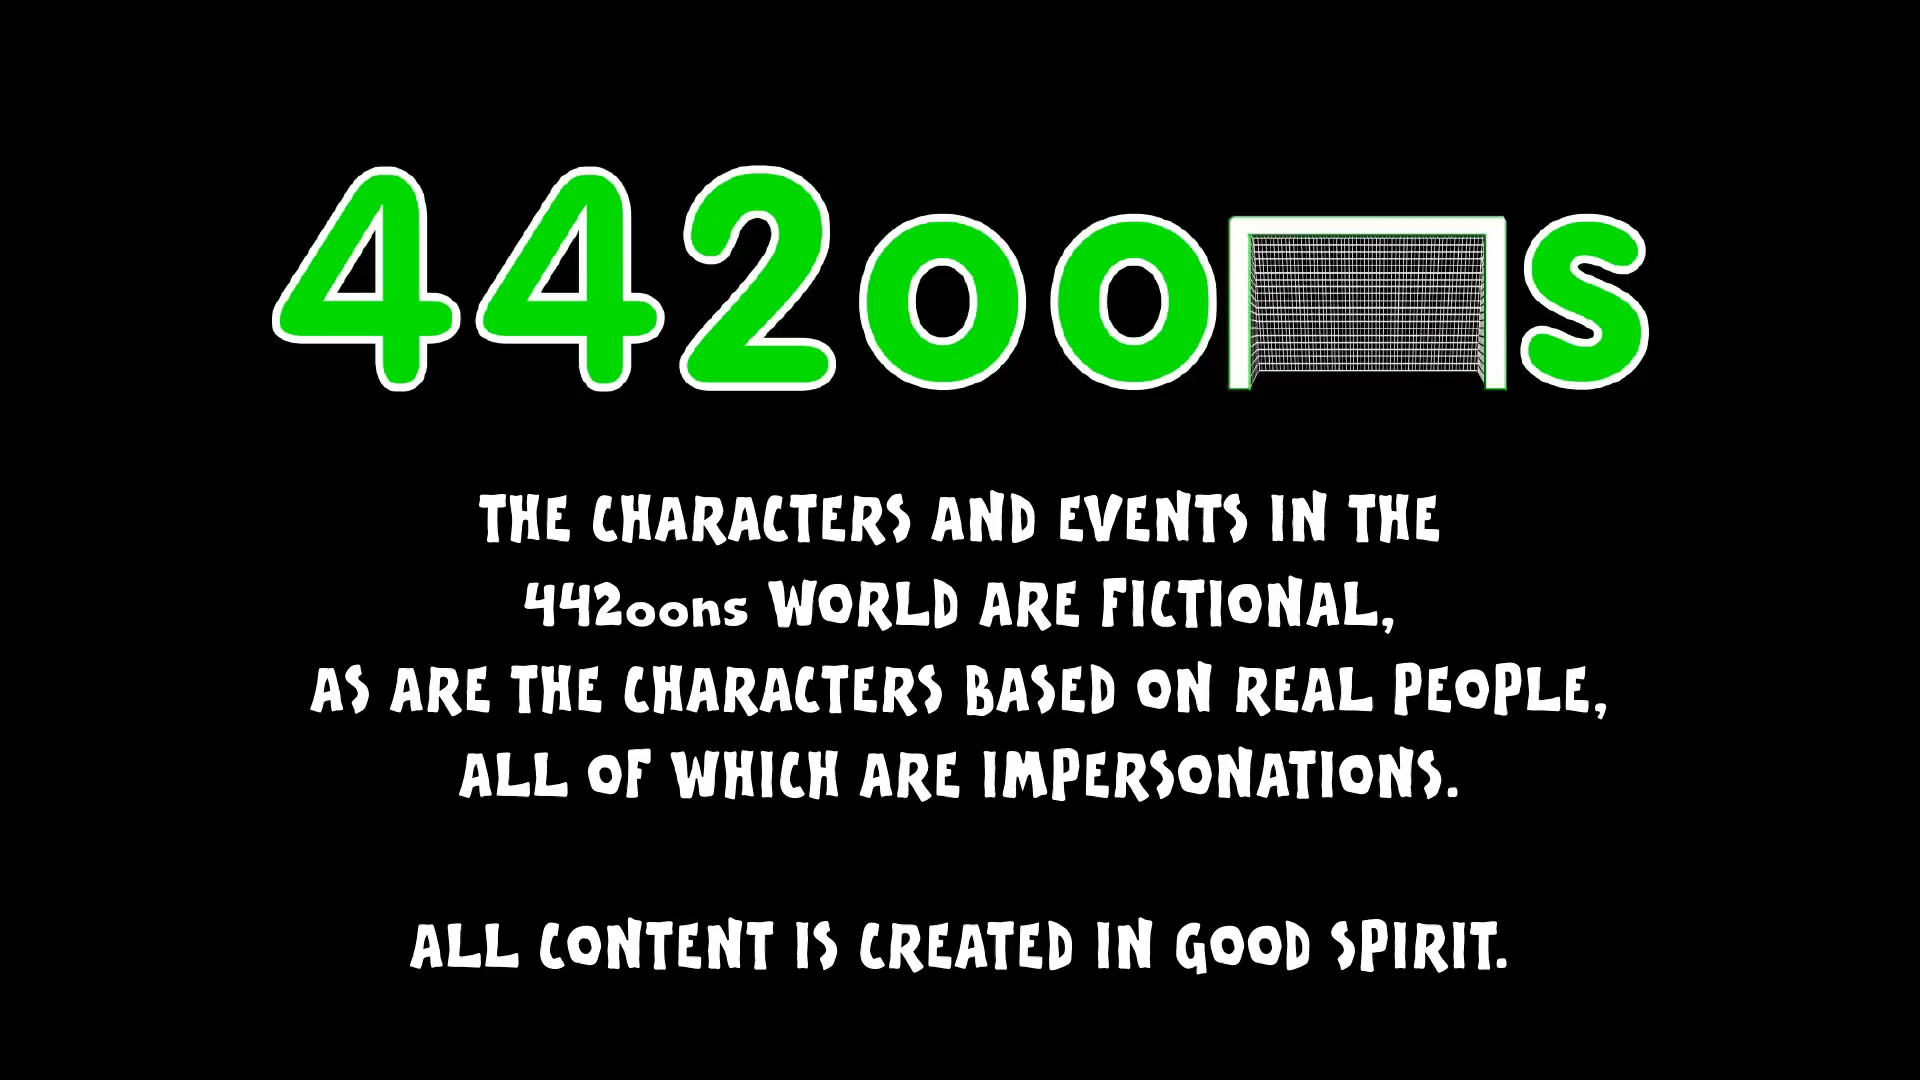 442oons
THE CHARACTERS AND EVENTS IN THE
442oons WORLD ARE FICTIONAL,
AS ARE THE CHARACTERS BASED ON REAL PEOPLE,
ALL OF WHICH ARE IMPERSONATIONS.
ALL CONTENT IS CREATED IN GOOD SPIRIT.